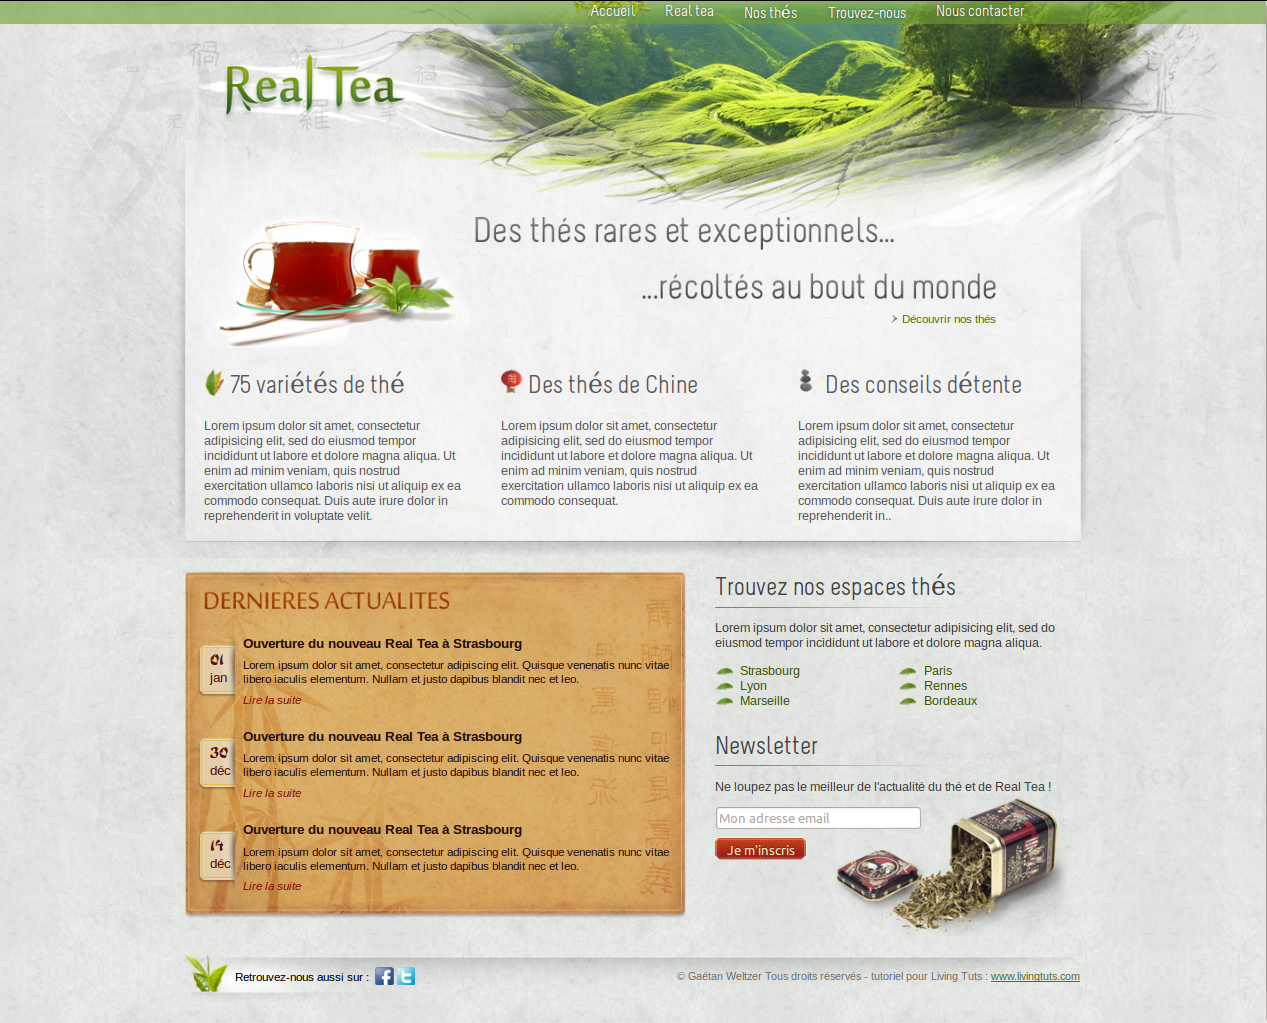 Accueil
Real tea
Nos thés
Trouvez-nous
Nous contacter
Real Tea
Des thés rares et exceptionnels...
...récoltés au bout du monde
Découvrir nos thés
75 variétés de thé
Lorem ipsum dolor sit amet, consectetur
adipisicing elit, sed do eiusmod tempor
incididunt ut labore et dolore magna aliqua. Ut
enim ad minim veniam, quis nostrud
exercitation ullamco laboris nisi ut aliquip ex ea
commodo consequat. Duis aute irure dolor in
reprehenderit in voluptate velit.
Des thés de Chine
Lorem ipsum dolor sit amet, consectetur
adipisicing elit, sed do eiusmod tempor
incididunt ut labore et dolore magna aliqua. Ut
enim ad minim veniam, quis nostrud
exercitation ullamco laboris nisi ut aliquip ex ea
commodo consequat.
Des conseils détente
Lorem ipsum dolor sit amet, consectetur
adipisicing elit, sed do eiusmod tempor
incididunt ut labore et dolore magna aliqua. Ut
enim ad minim veniam, quis nostrud
exercitation ullamco laboris nisi ut aliquip ex ea
commodo consequat. Duis aute irure dolor in
reprehenderit in..
DERNIERES ACTUALITES
01
jan
Ouverture du nouveau Real Tea à Strasbourg
Lorem ipsum dolor sit amet, consectetur adipiscing elit. Quisque venenatis nunc vitae
libero iaculis elementum. Nullam et justo dapibus blandit nec et leo.
Lire la suite
30
déc
Ouverture du nouveau Real Tea à Strasbourg
Lorem ipsum dolor sit amet, consectetur adipiscing elit. Quisque venenatis nunc vitae
libero iaculis elementum. Nullam et justo dapibus blandit nec et leo.
Lire la suite
14
déc
Ouverture du nouveau Real Tea à Strasbourg
Lorem ipsum dolor sit amet, consectetur adipiscing elit. Quisque venenatis nunc vitae
libero iaculis elementum. Nullam et justo dapibus blandit nec et leo.
Lire la suite
Trouvez nos espaces thés
Lorem ipsum dolor sit amet, consectetur adipisicing elit, sed do
eiusmod tempor incididunt ut labore et dolore magna aliqua.
Strasbourg
Lyon
Marseille
Paris
Rennes
Bordeaux
Newsletter
Ne loupez pas le meilleur de l'actualité du thé et de Real Tea !
Mon adresse email
Je m'inscris
Retrouvez-nous aussi sur :
© Gaétan Weltzer Tous droits réservés - tutoriel pour Living Tuts : www.livingtuts.com